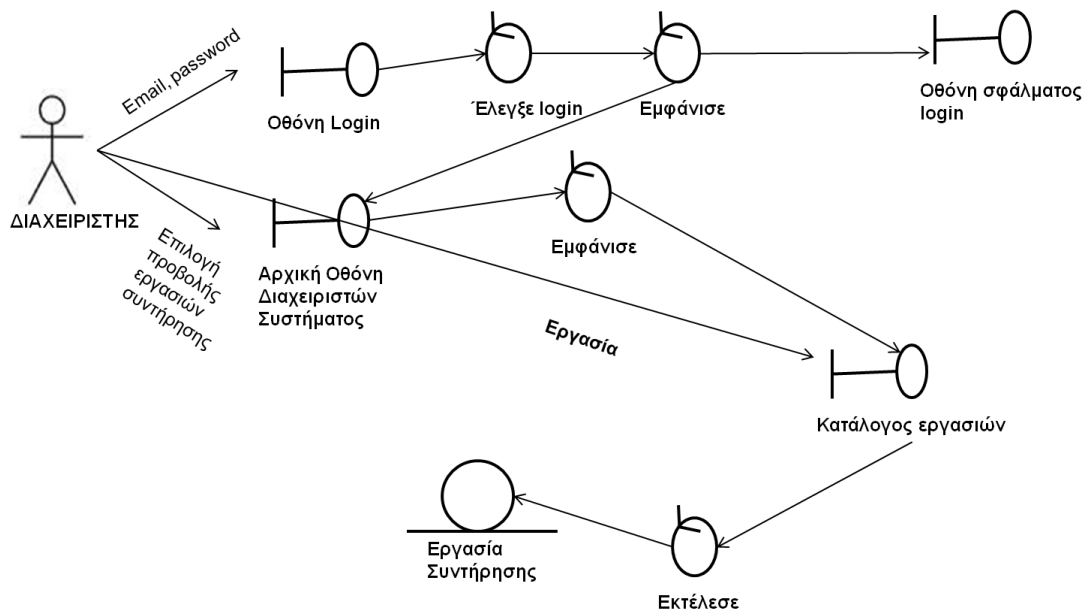 Email, password
Οθόνη Login
Έλεγξε login
Εμφάνισε
Οθόνη σφάλματος
login
ΔΙΑΧΕΙΡΙΣΤΗΣ
Επιλογή
προβολής
εργασιών
συντήρησης
Αρχική Οθόνη
Διαχειριστών
Συστήματος
Εμφάνισε
Εργασία
Κατάλογος εργασιών
Εργασία
Συντήρησης
Εκτέλεσε